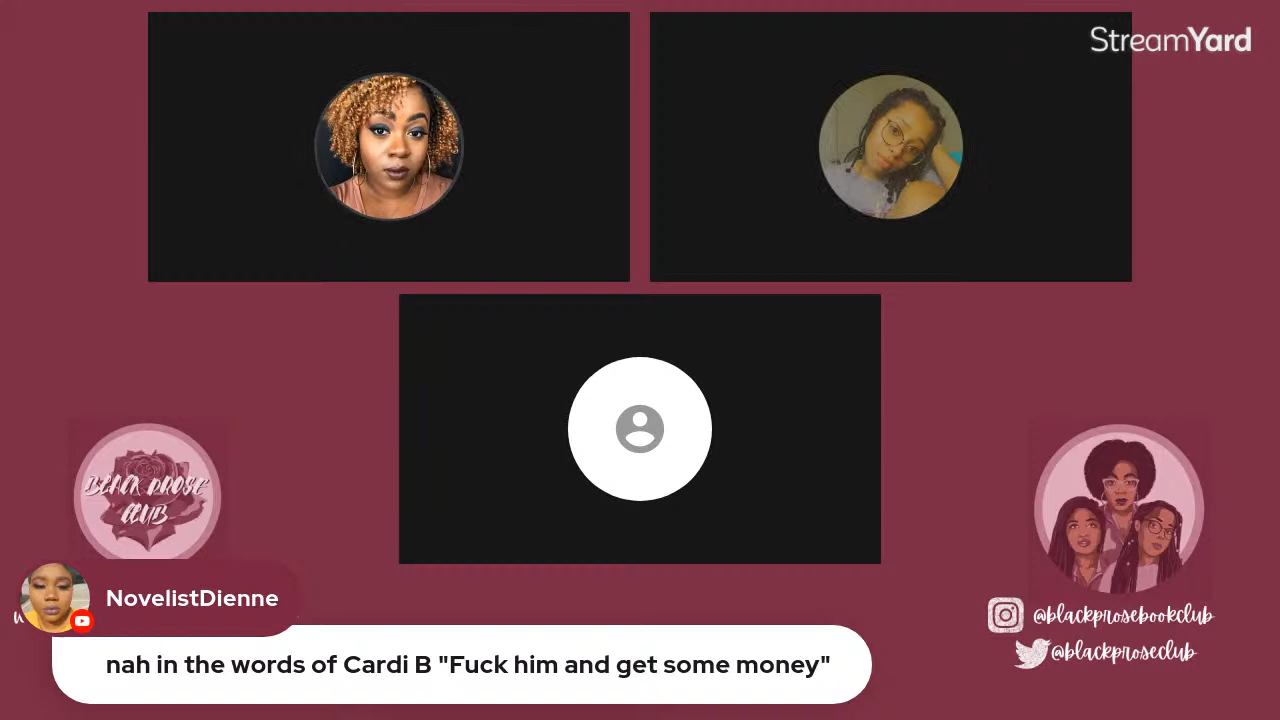 StreamYard
BLACK PROSE
CLUB
NovelistDienne
nah in the words of Cardi B "Fuck him and get some money"
@blackprosebookclub
@blackproseclub